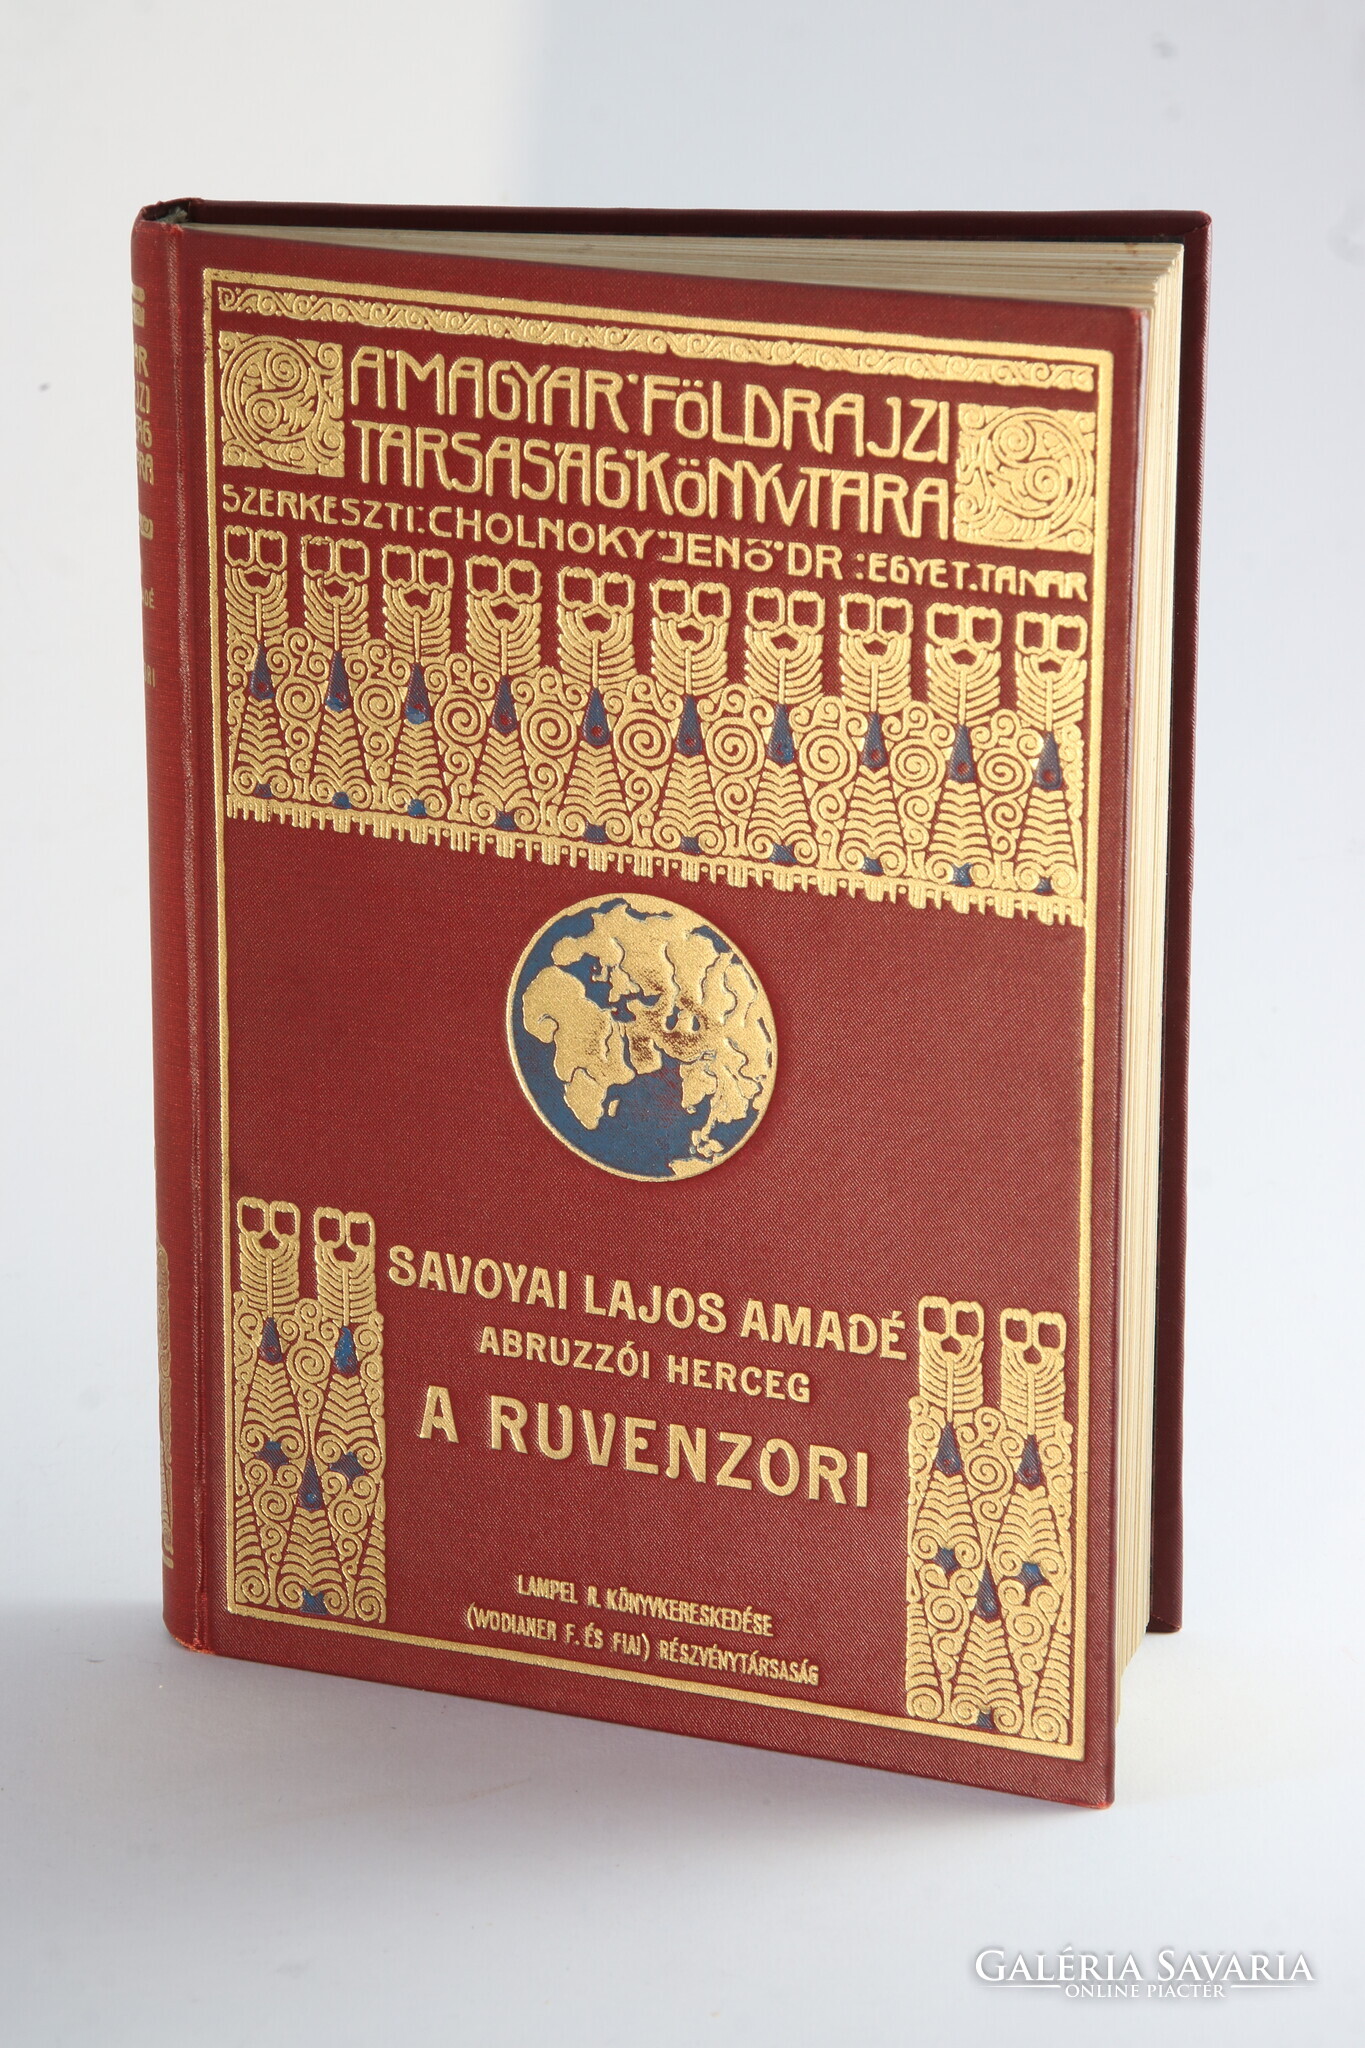 A MAGYAR FÖLDRAJZI
TÁRSASÁG KÖNYVTÁRA
SZERKESZTI: CHOLNOKY JENŐ DR : EGYET. TANÁR
SAVOYAI LAJOS AMADÉ
ABRUZZÓI HERCEG
A RUVENZORI
LAMPEL R. KÖNYVKERESKEDÉSE
(WODIANER F. ÉS FIAI) RÉSZVÉNYTÁRSASÁG
GALÉRIA SAVARIA
ONLINE PIACTÉR